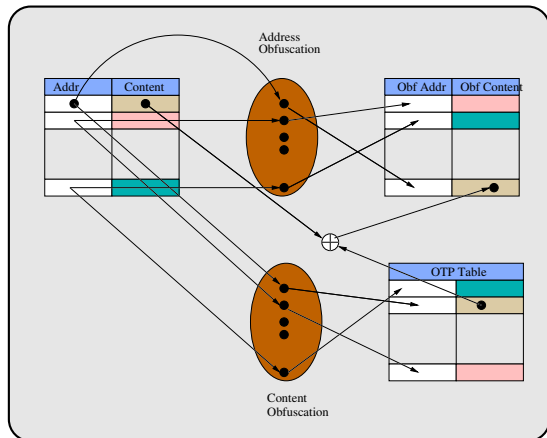 Address
Obfuscation
Addr Content
Obf Addr Obf Content
OTP Table
Content
Obfuscation